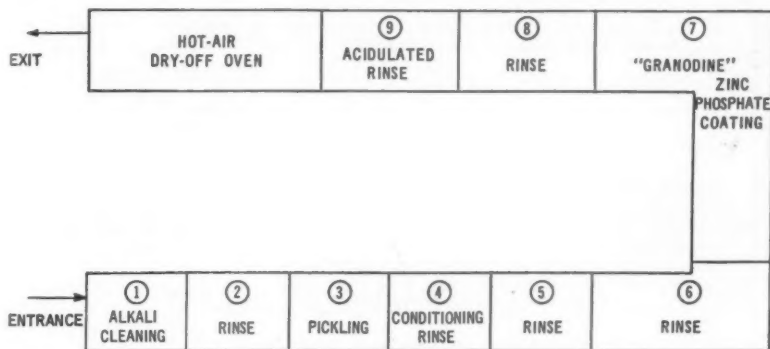 EXIT
HOT-AIR
DRY-OFF OVEN
9
ACIDULATED
RINSE
8
RINSE
7
"GRANODINE"
ZINC
PHOSPHATE
COATING
ENTRANCE
1
ALKALI
CLEANING
2
RINSE
3
PICKLING
4
CONDITIONING
RINSE
5
RINSE
6
RINSE